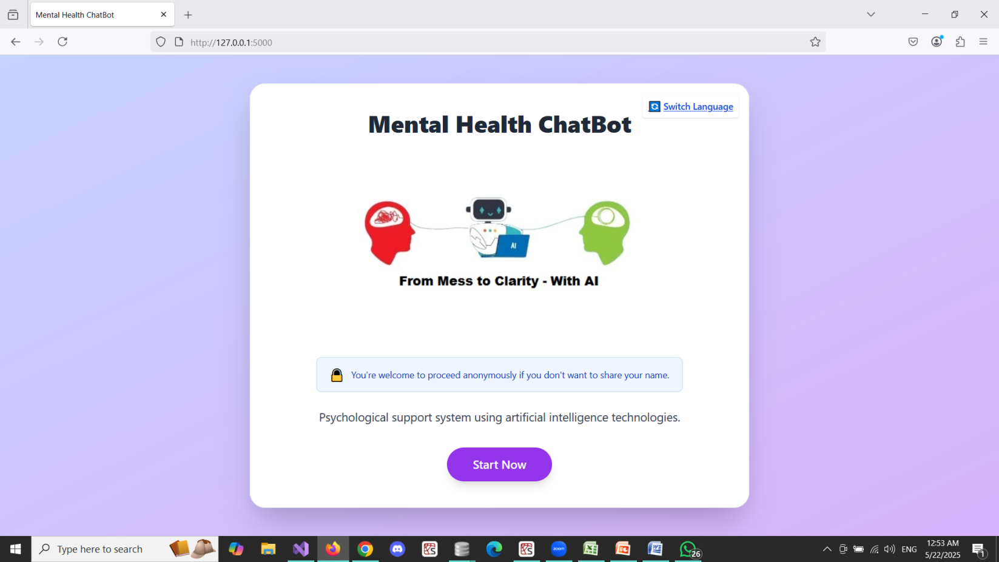 Mental Health ChatBot
http://127.0.0.1:5000
Switch Language
Mental Health ChatBot
AI
From Mess to Clarity - With AI
You're welcome to proceed anonymously if you don't want to share your name.
Psychological support system using artificial intelligence technologies.
Start Now
Type here to search
zoom
26
ENG
12:53 AM
5/22/2025
1